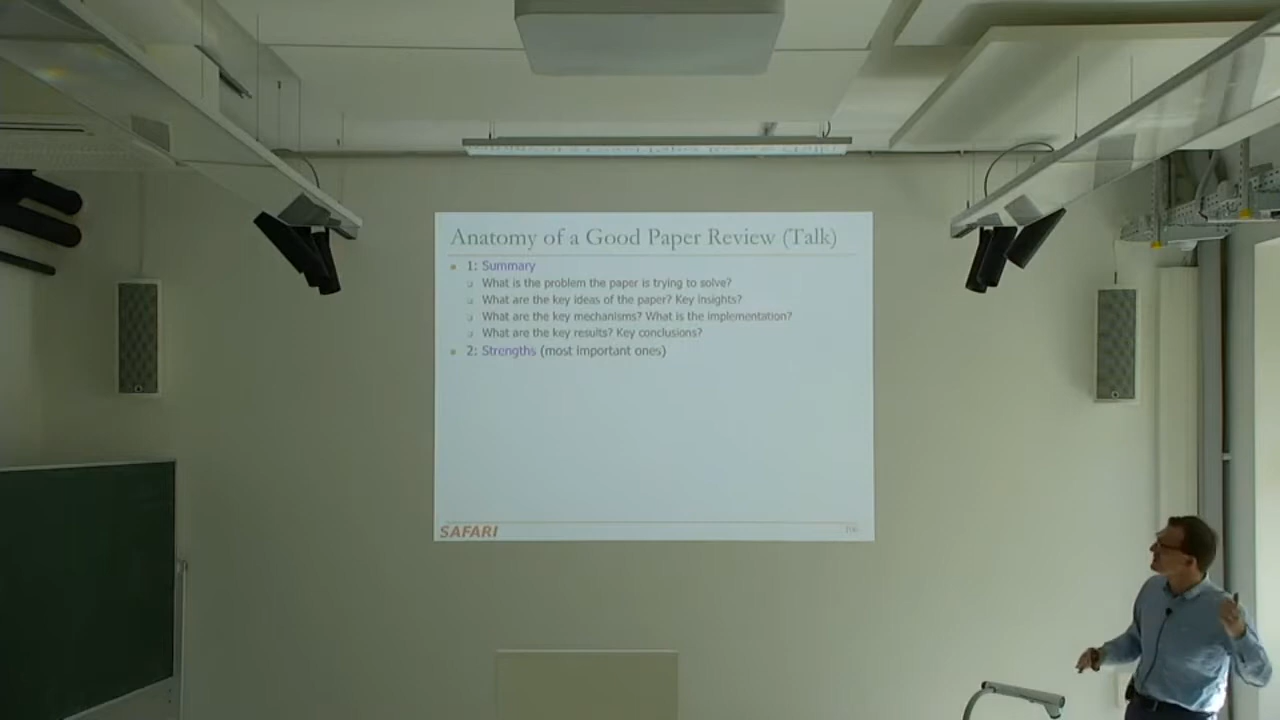 Anatomy of a Good Paper Review (Talk)
1: Summary
What is the problem the paper is trying to solve?
What are the key ideas of the paper? Key insights?
What are the key mechanisms? What is the implementation?
What are the key results? Key conclusions?
2: Strengths (most important ones)
SAFARI